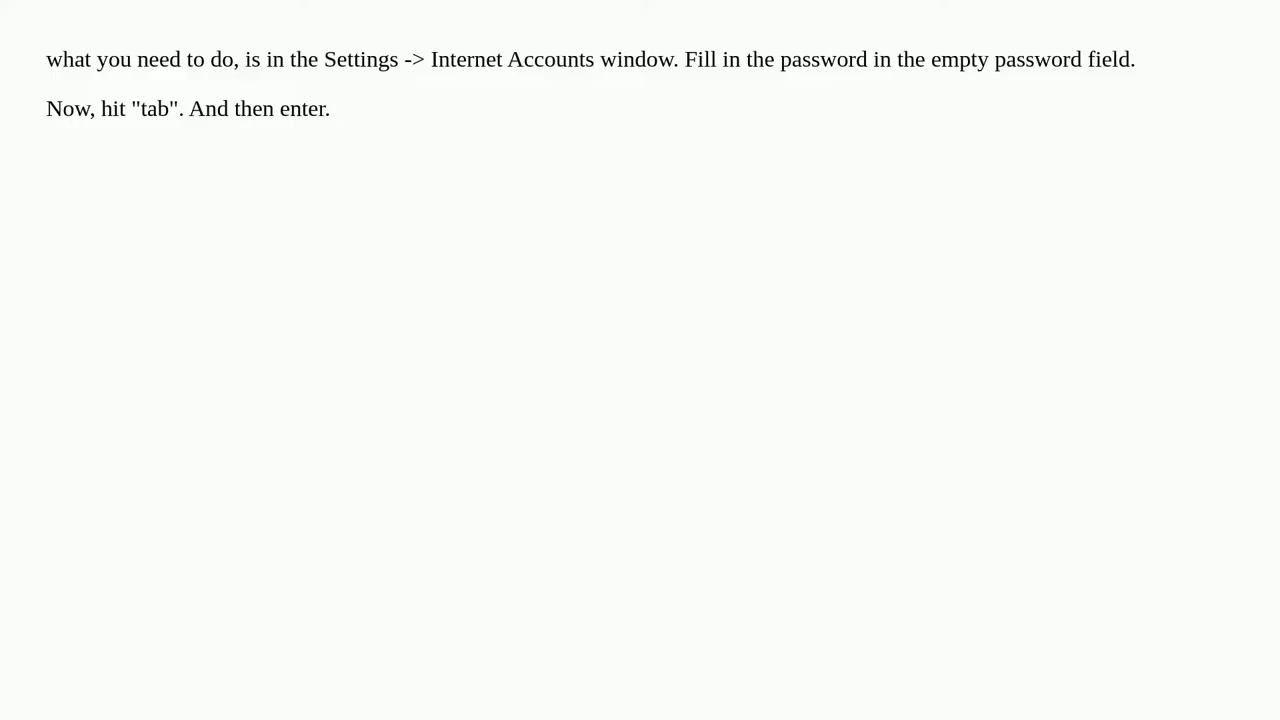 what you need to do, is in the Settings -> Internet Accounts window. Fill in the password in the empty password field.
Now, hit "tab". And then enter.